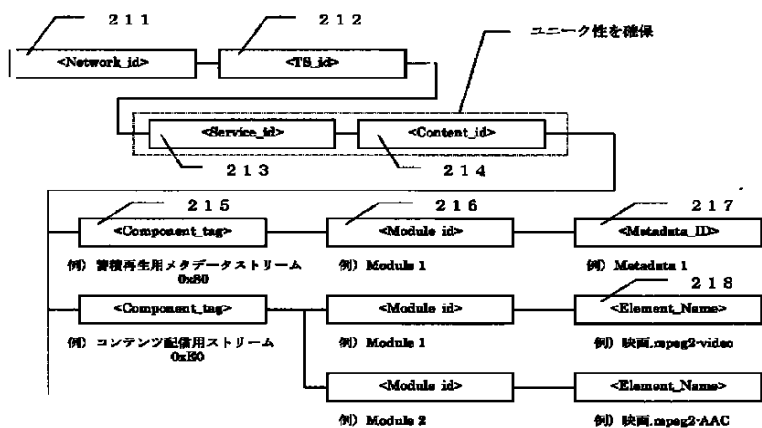 211 212 ユニーク性を確保
<Network_id> <TS_id>
<Service_id> <Content_id>
213 214
215 216 217
<Component_tag> <Module id> <Metadata_ID>
例) 蓄積再生用メタデータストリーム 例) Module 1 例) Metadata 1
0x80
218
<Component_tag> <Module id> <Element_Name>
例) コンテンツ配信用ストリーム 例) Module 1 例) 映画.mpeg2-video
0xE0
<Module id> <Element_Name>
例) Module 2 例) 映画.mpeg2-AAC